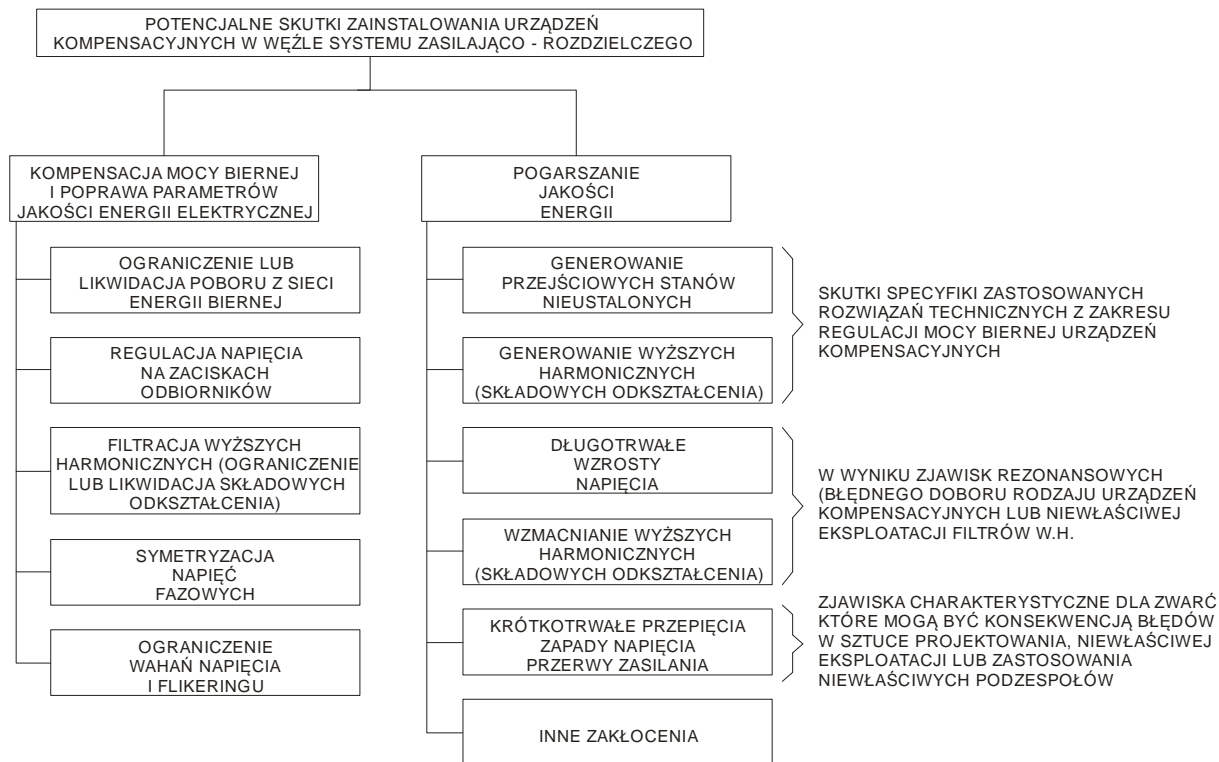 POTENCJALNE SKUTKI ZAINSTALOWANIA URZĄDZEŃ
KOMPENSACYJNYCH W WĘŹLE SYSTEMU ZASILAJĄCO - ROZDZIELCZEGO
KOMPENSACJA MOCY BIERNEJ
I POPRAWA PARAMETRÓW
JAKOŚCI ENERGII ELEKTRYCZNEJ
OGRANICZENIE LUB
LIKWIDACJA POBORU Z SIECI
ENERGII BIERNEJ
REGULACJA NAPIĘCIA
NA ZACISKACH
ODBIORNIKÓW
FILTRACJA WYŻSZYCH
HARMONICZNYCH (OGRANICZENIE
LUB LIKWIDACJA SKŁADOWYCH
ODKSZTAŁCENIA)
SYMETRYZACJA
NAPIĘĆ
FAZOWYCH
OGRANICZENIE
WAHAŃ NAPIĘCIA
I FLIKERINGU
POGARSZANIE
JAKOŚCI
ENERGII
GENEROWANIE
PRZEJŚCIOWYCH STANÓW
NIEUSTALONYCH
GENEROWANIE WYŻSZYCH
HARMONICZNYCH
(SKŁADOWYCH ODKSZTAŁCENIA)
SKUTKI SPECYFIKI ZASTOSOWANYCH
ROZWIĄZAŃ TECHNICZNYCH Z ZAKRESU
REGULACJI MOCY BIERNEJ URZĄDZEŃ
KOMPENSACYJNYCH
DŁUGOTRWAŁE
WZROSTY
NAPIĘCIA
WZMACNIANIE WYŻSZYCH
HARMONICZNYCH
(SKŁADOWYCH ODKSZTAŁCENIA)
W WYNIKU ZJAWISK REZONANSOWYCH
(BŁĘDNEGO DOBORU RODZAJU URZĄDZEŃ
KOMPENSACYJNYCH LUB NIEWŁAŚCIWEJ
EKSPLOATACJI FILTRÓW W.H.
KRÓTKOTRWAŁE PRZEPIĘCIA
ZAPADY NAPIĘCIA
PRZERWY ZASILANIA
ZJAWISKA CHARAKTERYSTYCZNE DLA ZWARĆ
KTÓRE MOGĄ BYĆ KONSEKWENCJĄ BŁĘDÓW
W SZTUCE PROJEKTOWANIA, NIEWŁAŚCIWEJ
EKSPLOATACJI LUB ZASTOSOWANIA
NIEWŁAŚCIWYCH PODZESPOŁÓW
INNE ZAKŁOCENIA